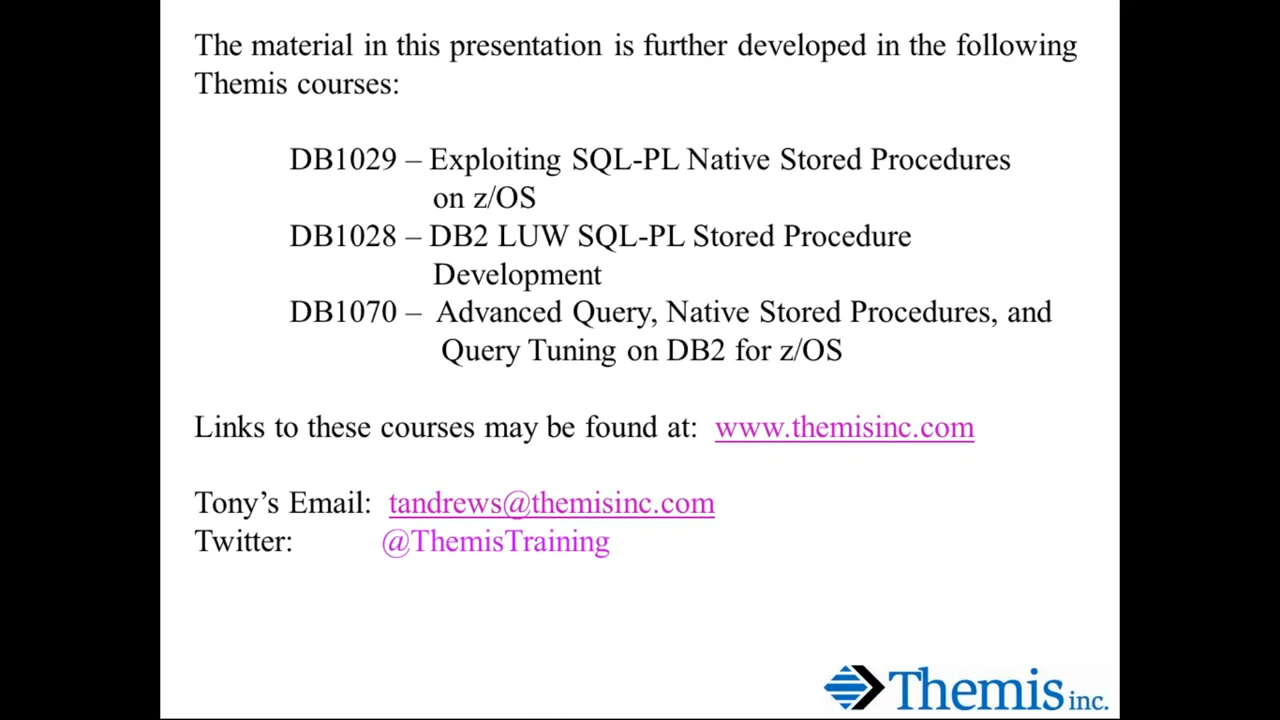 The material in this presentation is further developed in the following
Themis courses:
DB1029 – Exploiting SQL-PL Native Stored Procedures
on z/OS
DB1028 – DB2 LUW SQL-PL Stored Procedure
Development
DB1070 – Advanced Query, Native Stored Procedures, and
Query Tuning on DB2 for z/OS
Links to these courses may be found at: www.themisinc.com
Tony’s Email: tandrews@themisinc.com
Twitter: @ThemisTraining
Themis inc.